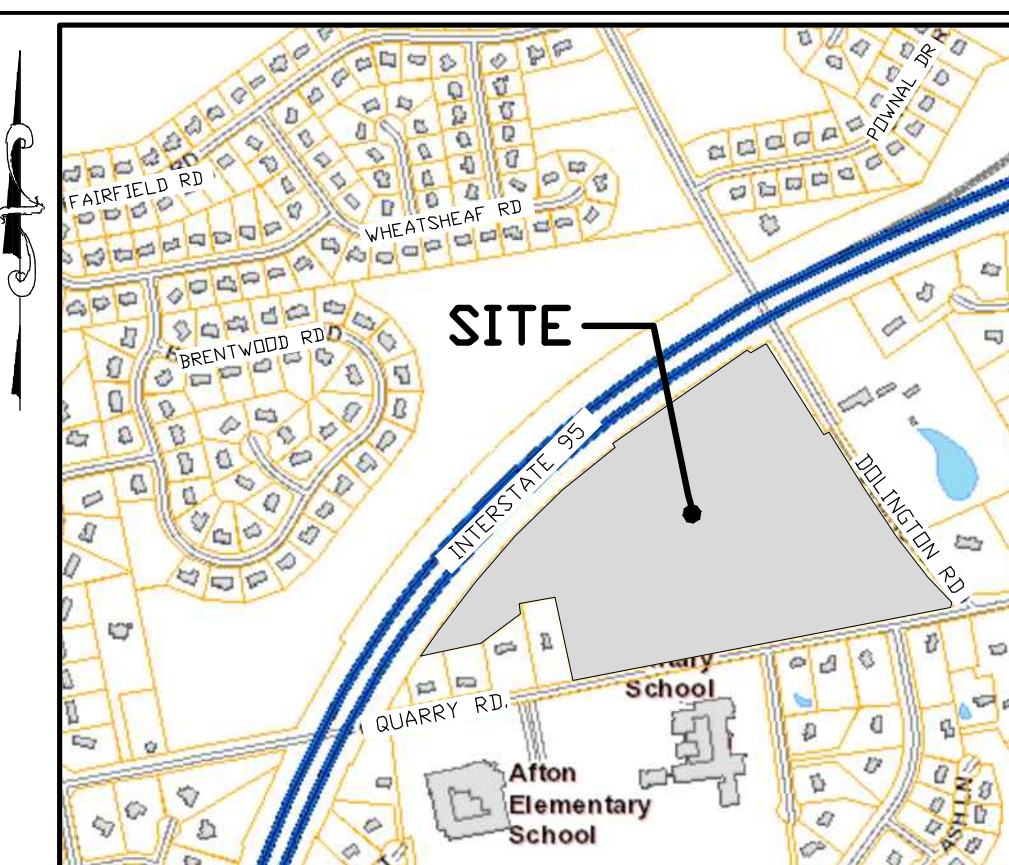 POWNAL DR
FAIRFIELD RD
RD
WHEATSHEAF RD
SITE
BRENTWOOD RD
INTERSTATE 95
DOLINGTON RD
School
QUARRY RD.
Afton
Elementary
School